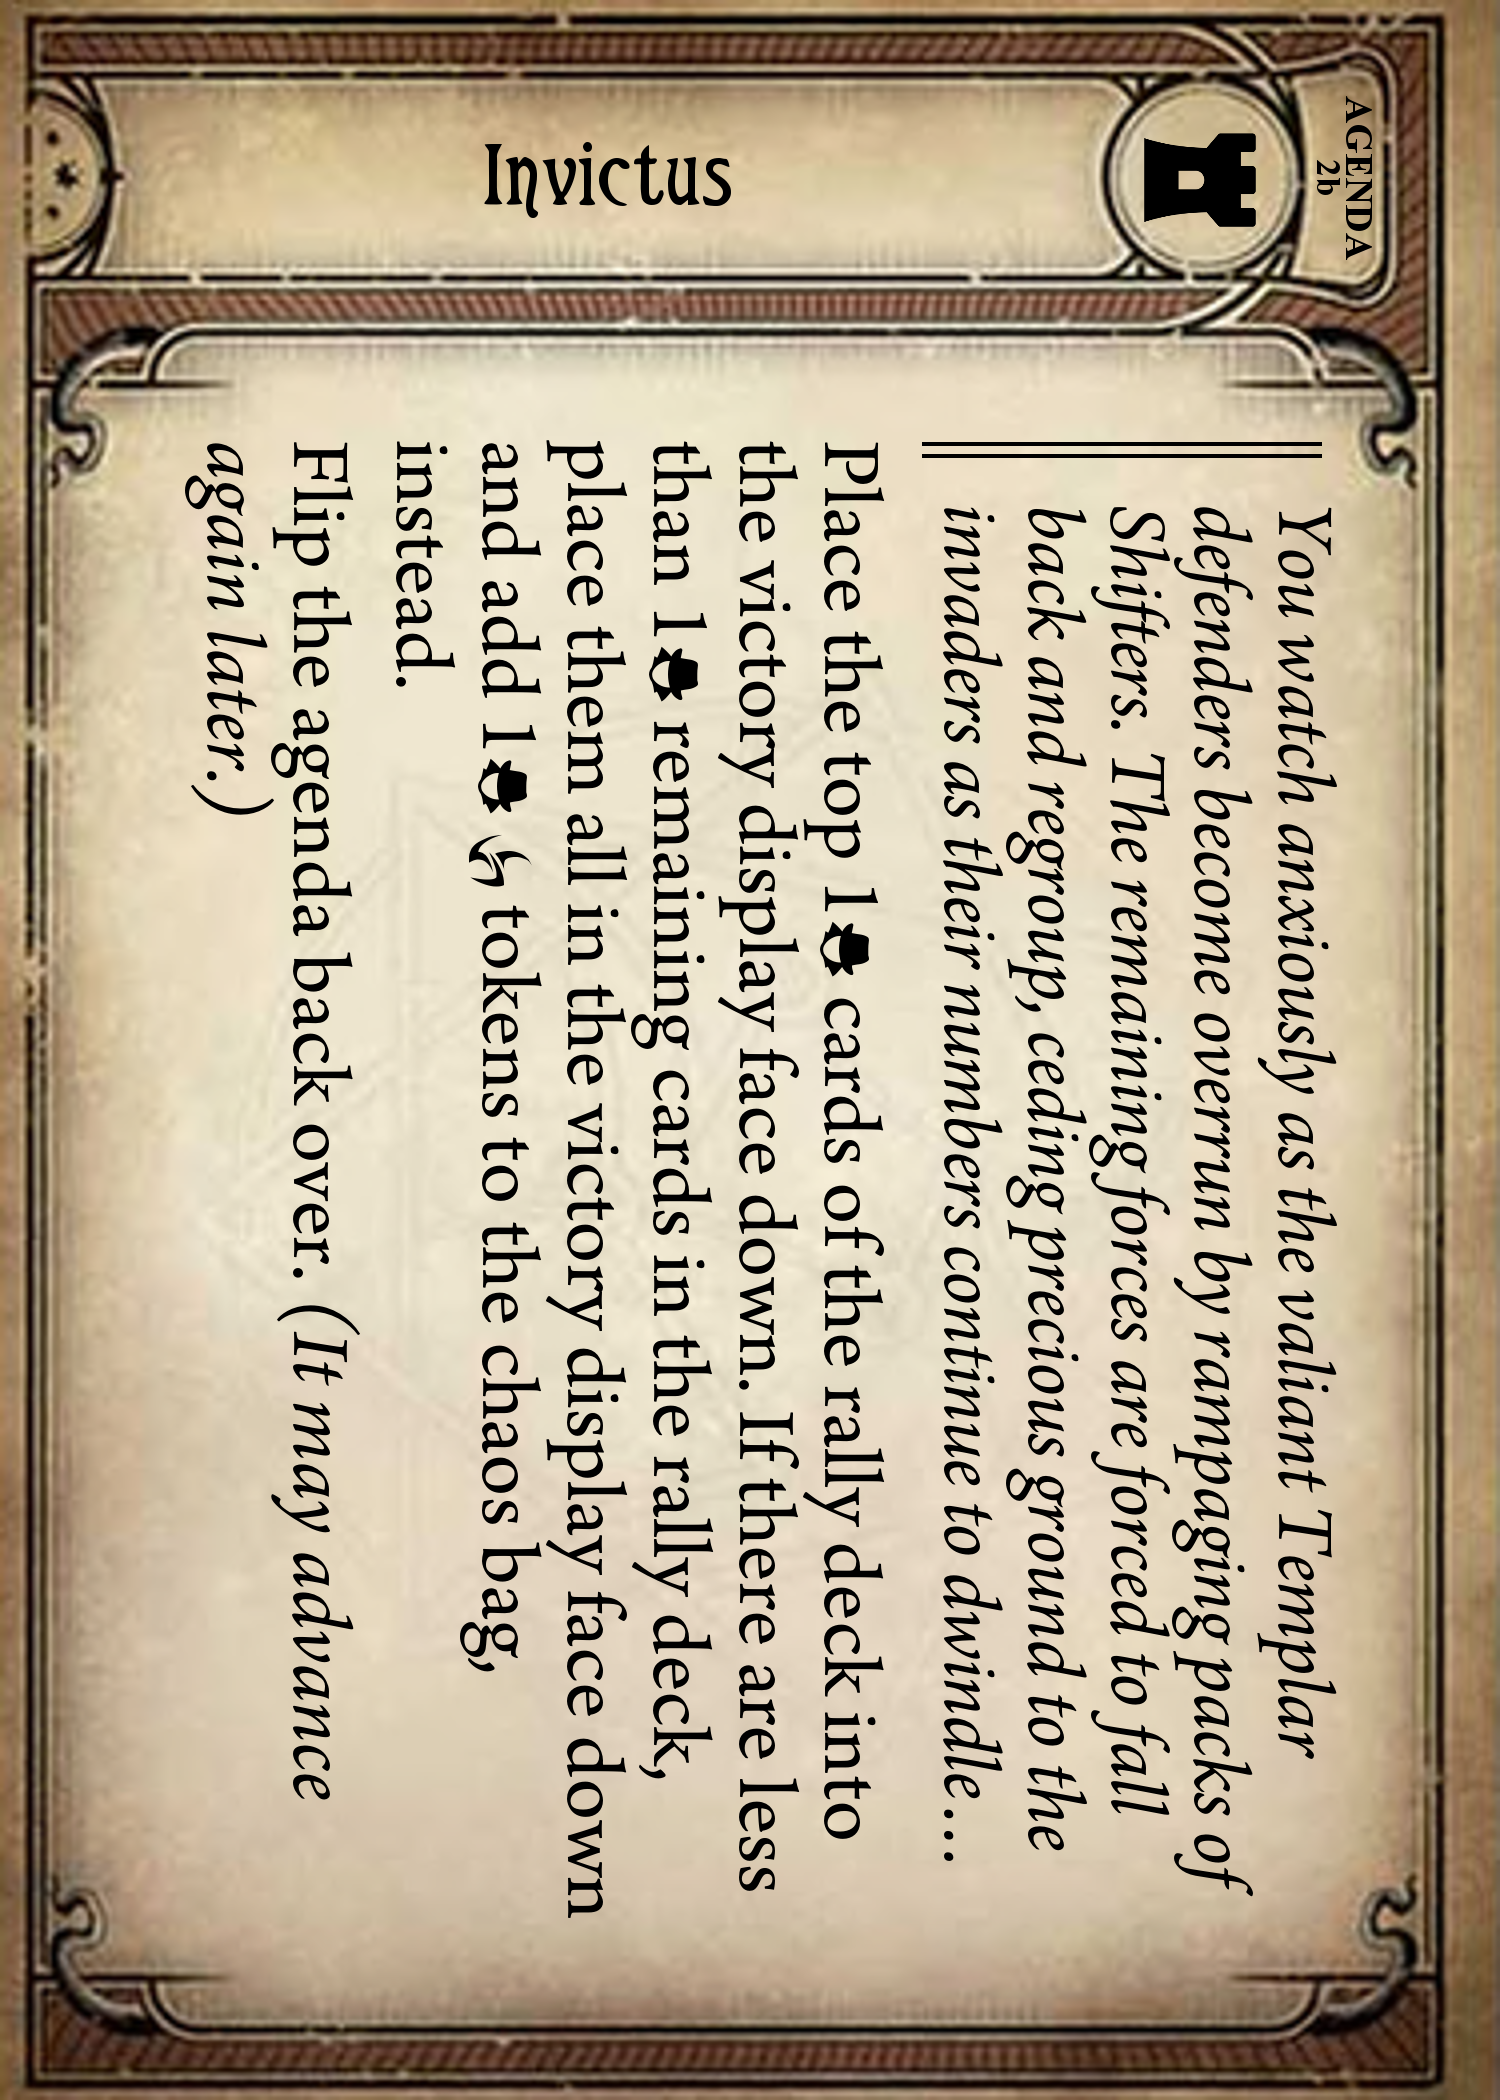 AGENDA
2b
Invictus
You watch anxiously as the valiant Templar
defenders become overrun by rampaging packs of
Shifters. The remaining forces are forced to fall
back and regroup, ceding precious ground to the
invaders as their numbers continue to dwindle…
Place the top 1 cards of the rally deck into
the victory display face down. If there are less
than 1 remaining cards in the rally deck,
place them all in the victory display face down
and add 1 tokens to the chaos bag,
instead.
Flip the agenda back over. (It may advance
again later.)